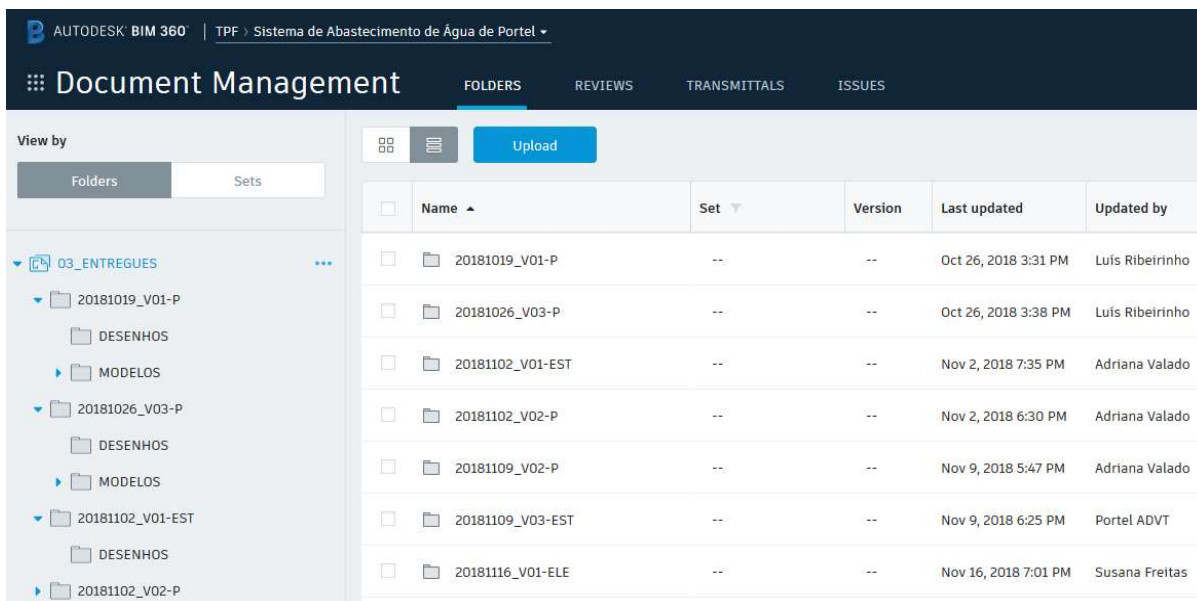 AUTODESK® BIM 360™ | TPF > Sistema de Abastecimento de Água de Portel
Document Management
FOLDERS REVIEWS TRANSMITTALS ISSUES
View by
Folders Sets
Upload
Name Set Version Last updated Updated by
03_ENTREGUES
20181019_V01-P
DESENHOS
MODELOS
20181026_V03-P
DESENHOS
MODELOS
20181102_V01-EST
DESENHOS
20181102_V02-P
20181019_V01-P -- -- Oct 26, 2018 3:31 PM Luís Ribeirinho
20181026_V03-P -- -- Oct 26, 2018 3:38 PM Luís Ribeirinho
20181102_V01-EST -- -- Nov 2, 2018 7:35 PM Adriana Valado
20181102_V02-P -- -- Nov 2, 2018 6:30 PM Adriana Valado
20181109_V02-P -- -- Nov 9, 2018 5:47 PM Adriana Valado
20181109_V03-EST -- -- Nov 9, 2018 6:25 PM Portel ADVT
20181116_V01-ELE -- -- Nov 16, 2018 7:01 PM Susana Freitas